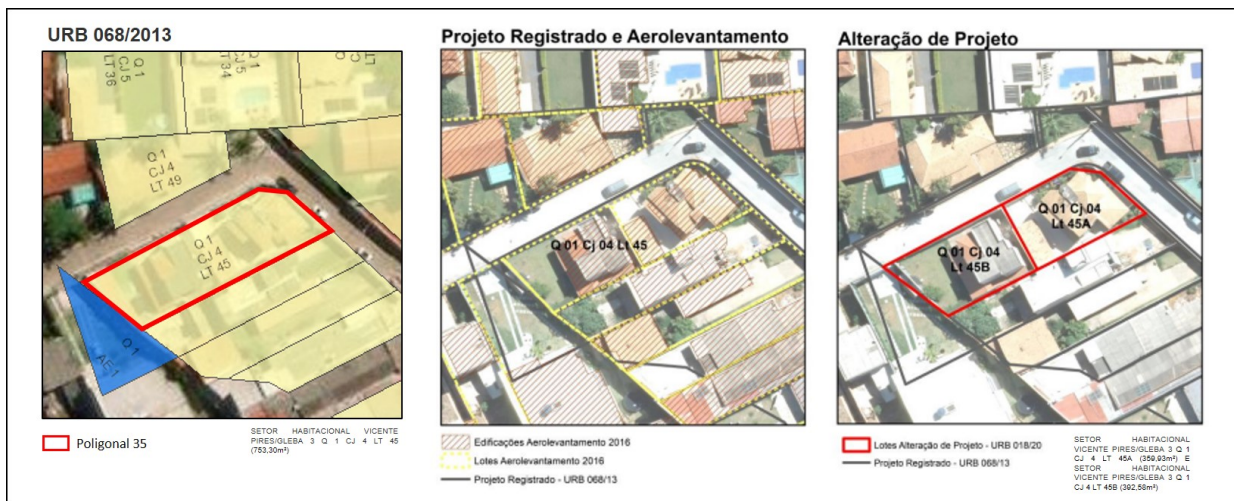 URB 068/2013
Q 1
CJ 5
LT 36
Q 1
CJ 5
LT 34
Q 1
CJ 4
LT 49
Q 1
CJ 4
LT 45
AE 1
Q 1
Poligonal 35
SETOR HABITACIONAL VICENTE
PIRES/GLEBA 3 Q 1 CJ 4 LT 45
(753,30m²)
Projeto Registrado e Aerolevantamento
Q 01 Cj 04 Lt 45
Edificações Aerolevantamento 2016
Lotes Aerolevantamento 2016
Projeto Registrado - URB 068/13
Alteração de Projeto
Q 01 Cj 04
Lt 45A
Q 01 Cj 04
Lt 45B
Lotes Alteração de Projeto - URB 018/20
Projeto Registrado - URB 068/13
SETOR HABITACIONAL
VICENTE PIRES/GLEBA 3 Q 1
CJ 4 LT 45A (359,93m²) E
SETOR HABITACIONAL
VICENTE PIRES/GLEBA 3 Q 1
CJ 4 LT 45B (392,58m²)